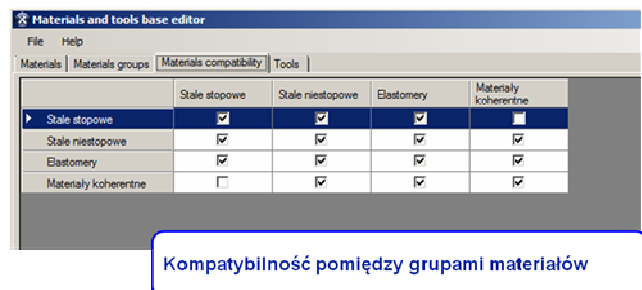 Materials and tools base editor
File Help
Materials Materials groups Materials compatibility Tools
Stale stopowe Stale niestopowe Elastomery Materiały koherentne
Stale stopowe
Stale niestopowe
Elastomery
Materiały koherentne
Kompatybilność pomiędzy grupami materiałów